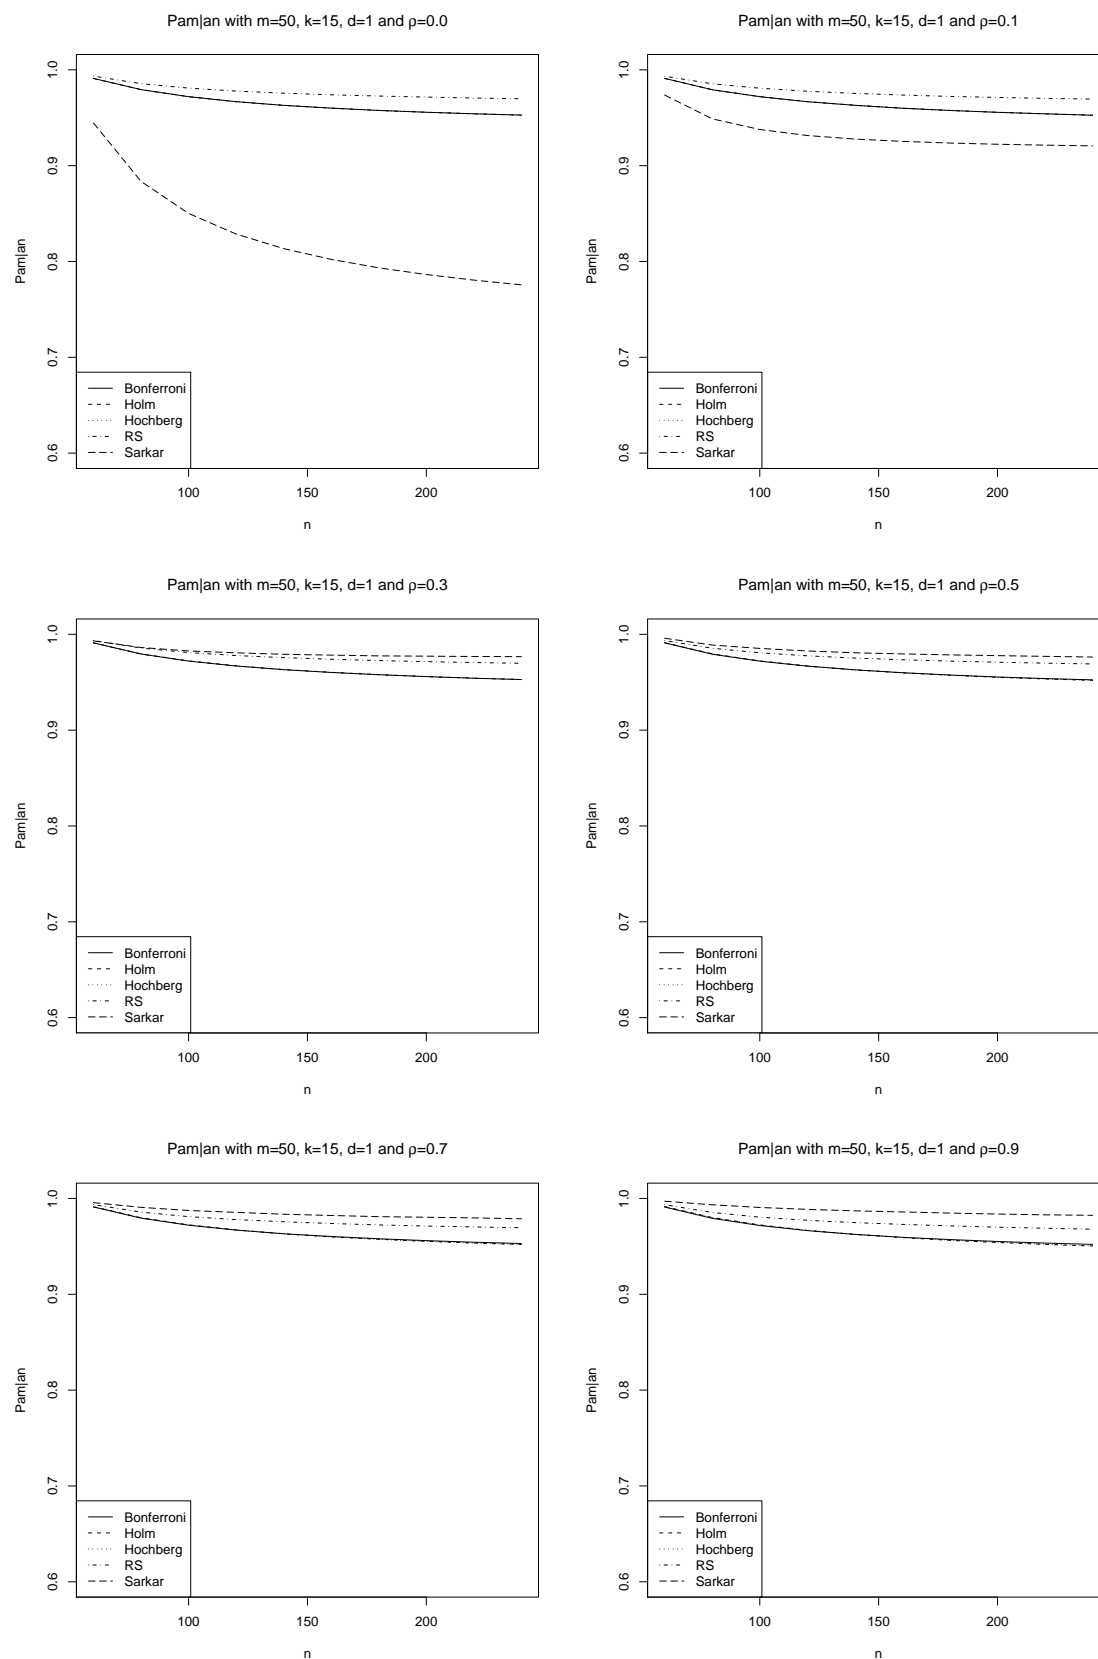 Pam|an with m=50, k=15, d=1 and ρ=0.0
1.0
0.9
0.8
0.7
0.6
Pam|an
Bonferroni
Holm
Hochberg
RS
Sarkar
100 150 200
n
Pam|an with m=50, k=15, d=1 and ρ=0.1
1.0
0.9
0.8
0.7
0.6
Pam|an
Bonferroni
Holm
Hochberg
RS
Sarkar
100 150 200
n
Pam|an with m=50, k=15, d=1 and ρ=0.3
1.0
0.9
0.8
0.7
0.6
Pam|an
Bonferroni
Holm
Hochberg
RS
Sarkar
100 150 200
n
Pam|an with m=50, k=15, d=1 and ρ=0.5
1.0
0.9
0.8
0.7
0.6
Pam|an
Bonferroni
Holm
Hochberg
RS
Sarkar
100 150 200
n
Pam|an with m=50, k=15, d=1 and ρ=0.7
1.0
0.9
0.8
0.7
0.6
Pam|an
Bonferroni
Holm
Hochberg
RS
Sarkar
100 150 200
n
Pam|an with m=50, k=15, d=1 and ρ=0.9
1.0
0.9
0.8
0.7
0.6
Pam|an
Bonferroni
Holm
Hochberg
RS
Sarkar
100 150 200
n